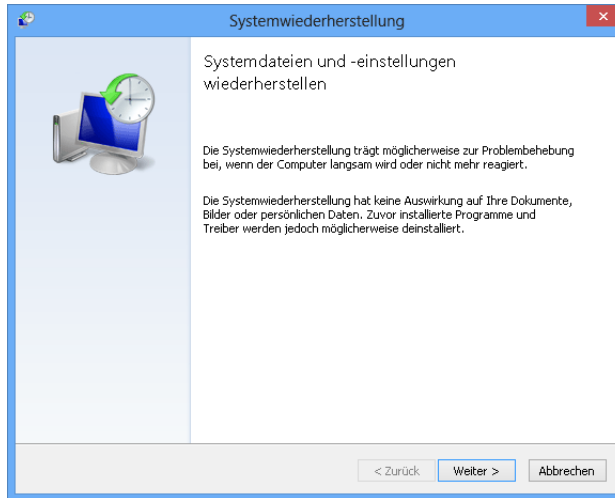 Systemwiederherstellung
Systemdateien und -einstellungen
wiederherstellen
Die Systemwiederherstellung trägt möglicherweise zur Problembehebung
bei, wenn der Computer langsam wird oder nicht mehr reagiert.
Die Systemwiederherstellung hat keine Auswirkung auf Ihre Dokumente,
Bilder oder persönlichen Daten. Zuvor installierte Programme und
Treiber werden jedoch möglicherweise deinstalliert.
< Zurück Weiter > Abbrechen